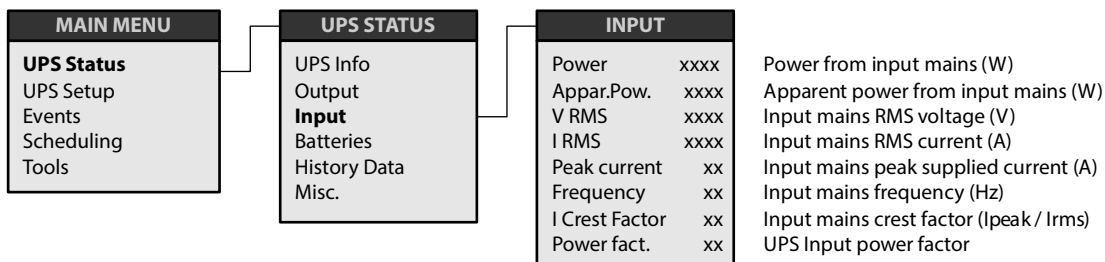 MAIN MENU
UPS Status
UPS Setup
Events
Scheduling
Tools
UPS STATUS
UPS Info
Output
Input
Batteries
History Data
Misc.
INPUT
Power xxxx Power from input mains (W)
Appar.Pow. xxxx Apparent power from input mains (W)
V RMS xxxx Input mains RMS voltage (V)
I RMS xxxx Input mains RMS current (A)
Peak current xx Input mains peak supplied current (A)
Frequency xx Input mains frequency (Hz)
I Crest Factor xx Input mains crest factor (Ipeak / Irms)
Power fact. xx UPS Input power factor